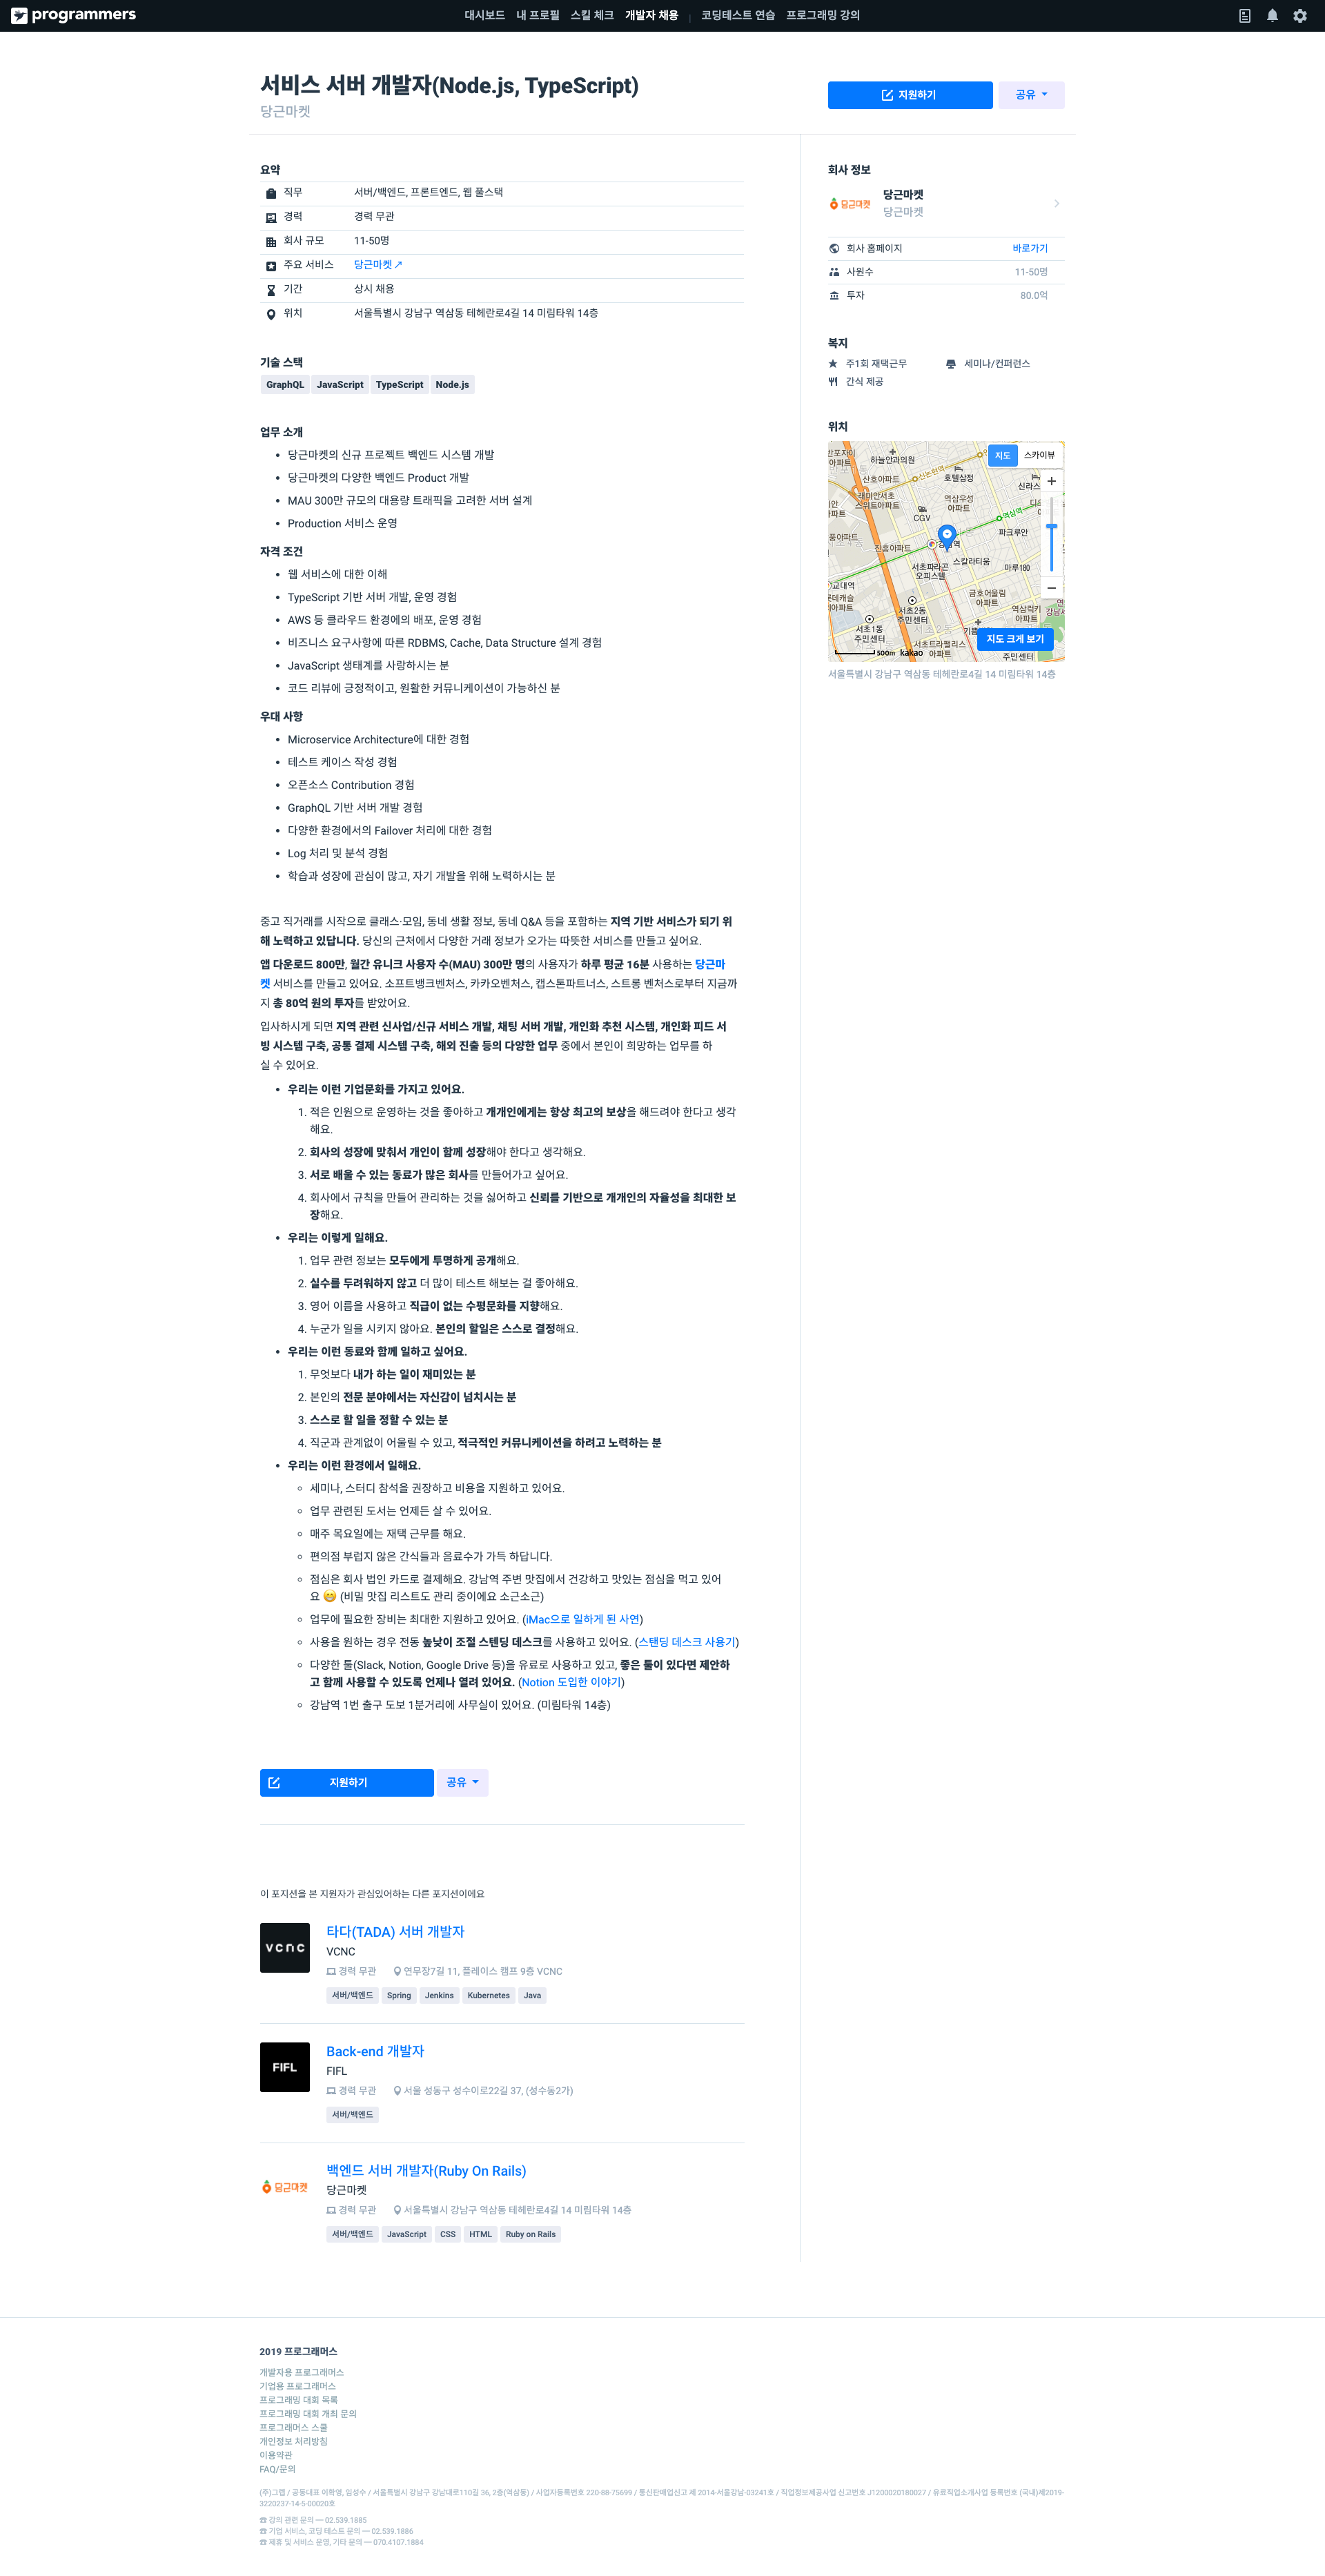 programmers
대시보드 내 프로필 스킬 체크 개발자 채용 | 코딩테스트 연습 프로그래밍 강의
서비스 서버 개발자(Node.js, TypeScript)
당근마켓
지원하기
공유
요약
직무 서버/백엔드, 프론트엔드, 웹 풀스택
경력 경력 무관
회사 규모 11-50명
주요 서비스 당근마켓
기간 상시 채용
위치 서울특별시 강남구 역삼동 테헤란로4길 14 미림타워 14층
기술 스택
GraphQL JavaScript TypeScript Node.js
업무 소개
• 당근마켓의 신규 프로젝트 백엔드 시스템 개발
• 당근마켓의 다양한 백엔드 Product 개발
• MAU 300만 규모의 대용량 트래픽을 고려한 서버 설계
• Production 서비스 운영
자격 조건
• 웹 서비스에 대한 이해
• TypeScript 기반 서버 개발, 운영 경험
• AWS 등 클라우드 환경에의 배포, 운영 경험
• 비즈니스 요구사항에 따른 RDBMS, Cache, Data Structure 설계 경험
• JavaScript 생태계를 사랑하시는 분
• 코드 리뷰에 긍정적이고, 원활한 커뮤니케이션이 가능하신 분
우대 사항
• Microservice Architecture에 대한 경험
• 테스트 케이스 작성 경험
• 오픈소스 Contribution 경험
• GraphQL 기반 서버 개발 경험
• 다양한 환경에서의 Failover 처리에 대한 경험
• Log 처리 및 분석 경험
• 학습과 성장에 관심이 많고, 자기 개발을 위해 노력하시는 분
중고 직거래를 시작으로 클래스·모임, 동네 생활 정보, 동네 Q&A 등을 포함하는 지역 기반 서비스가 되기 위
해 노력하고 있답니다. 당신의 근처에서 다양한 거래 정보가 오가는 따뜻한 서비스를 만들고 싶어요.
앱 다운로드 800만, 월간 유니크 사용자 수(MAU) 300만 명의 사용자가 하루 평균 16분 사용하는 당근마
켓 서비스를 만들고 있어요. 소프트뱅크벤처스, 카카오벤처스, 캡스톤파트너스, 스트롱 벤처스로부터 지금까
지 총 80억 원의 투자를 받았어요.
입사하시게 되면 지역 관련 신사업/신규 서비스 개발, 채팅 서버 개발, 개인화 추천 시스템, 개인화 피드 서
빙 시스템 구축, 공통 결제 시스템 구축, 해외 진출 등의 다양한 업무 중에서 본인이 희망하는 업무를 하
실 수 있어요.
• 우리는 이런 기업문화를 가지고 있어요.
1. 적은 인원으로 운영하는 것을 좋아하고 개개인에게는 항상 최고의 보상을 해드려야 한다고 생각
해요.
2. 회사의 성장에 맞춰서 개인이 함께 성장해야 한다고 생각해요.
3. 서로 배울 수 있는 동료가 많은 회사를 만들어가고 싶어요.
4. 회사에서 규칙을 만들어 관리하는 것을 싫어하고 신뢰를 기반으로 개개인의 자율성을 최대한 보
장해요.
• 우리는 이렇게 일해요.
1. 업무 관련 정보는 모두에게 투명하게 공개해요.
2. 실수를 두려워하지 않고 더 많이 테스트 해보는 걸 좋아해요.
3. 영어 이름을 사용하고 직급이 없는 수평문화를 지향해요.
4. 누군가 일을 시키지 않아요. 본인의 할일은 스스로 결정해요.
• 우리는 이런 동료와 함께 일하고 싶어요.
1. 무엇보다 내가 하는 일이 재미있는 분
2. 본인의 전문 분야에서는 자신감이 넘치시는 분
3. 스스로 할 일을 정할 수 있는 분
4. 직군과 관계없이 어울릴 수 있고, 적극적인 커뮤니케이션을 하려고 노력하는 분
• 우리는 이런 환경에서 일해요.
◦ 세미나, 스터디 참석을 권장하고 비용을 지원하고 있어요.
◦ 업무 관련된 도서는 언제든 살 수 있어요.
◦ 매주 목요일에는 재택 근무를 해요.
◦ 편의점 부럽지 않은 간식들과 음료수가 가득 하답니다.
◦ 점심은 회사 법인 카드로 결제해요. 강남역 주변 맛집에서 건강하고 맛있는 점심을 먹고 있어
요 😁 (비밀 맛집 리스트도 관리 중이에요 소근소근)
◦ 업무에 필요한 장비는 최대한 지원하고 있어요. (iMac으로 일하게 된 사연)
◦ 사용을 원하는 경우 전동 높낮이 조절 스텐딩 데스크를 사용하고 있어요. (스탠딩 데스크 사용기)
◦ 다양한 툴(Slack, Notion, Google Drive 등)을 유료로 사용하고 있고, 좋은 툴이 있다면 제안하
고 함께 사용할 수 있도록 언제나 열려 있어요. (Notion 도입한 이야기)
◦ 강남역 1번 출구 도보 1분거리에 사무실이 있어요. (미림타워 14층)
지원하기 공유
이 포지션을 본 지원자가 관심있어하는 다른 포지션이에요
vcnc
타다(TADA) 서버 개발자
VCNC
경력 무관 연무장7길 11, 플레이스 캠프 9층 VCNC
서버/백엔드 Spring Jenkins Kubernetes Java
FIFL
Back-end 개발자
FIFL
경력 무관 서울 성동구 성수이로22길 37, (성수동2가)
서버/백엔드
당근마켓
백엔드 서버 개발자(Ruby On Rails)
당근마켓
경력 무관 서울특별시 강남구 역삼동 테헤란로4길 14 미림타워 14층
서버/백엔드 JavaScript CSS HTML Ruby on Rails
회사 정보
당근마켓
당근마켓
당근마켓
회사 홈페이지 바로가기
사원수 11-50명
투자 80.0억
복지
주1회 재택근무 세미나/컨퍼런스
간식 제공
위치
지도 스카이뷰
하늘안과의원
신논현역
산호아파트
호텔삼정
래미안서초
스위트아파트
역삼우성
아파트
CGV
역삼역
진흥아파트
파크루안
스칼라티움
마루180
서초파라곤
오피스텔
교대역
금호어울림
아파트
서초2동
주민센터
서초1동
주민센터
서초트라팰리스
아파트
주민센터
500m kakao
지도 크게 보기
서울특별시 강남구 역삼동 테헤란로4길 14 미림타워 14층
2019 프로그래머스
개발자용 프로그래머스
기업용 프로그래머스
프로그래밍 대회 목록
프로그래밍 대회 개최 문의
프로그래머스 스쿨
개인정보 처리방침
이용약관
FAQ/문의
(주)그렙 / 공동대표 이확영, 임성수 / 서울특별시 강남구 강남대로110길 36, 2층(역삼동) / 사업자등록번호 220-88-75699 / 통신판매업신고 제 2014-서울강남-03241호 / 직업정보제공사업 신고번호 J1200020180027 / 유료직업소개사업 등록번호 (국내)제2019-
3220237-14-5-00020호
☎ 강의 관련 문의 — 02.539.1885
☎ 기업 서비스, 코딩 테스트 문의 — 02.539.1886
☎ 제휴 및 서비스 운영, 기타 문의 — 070.4107.1884